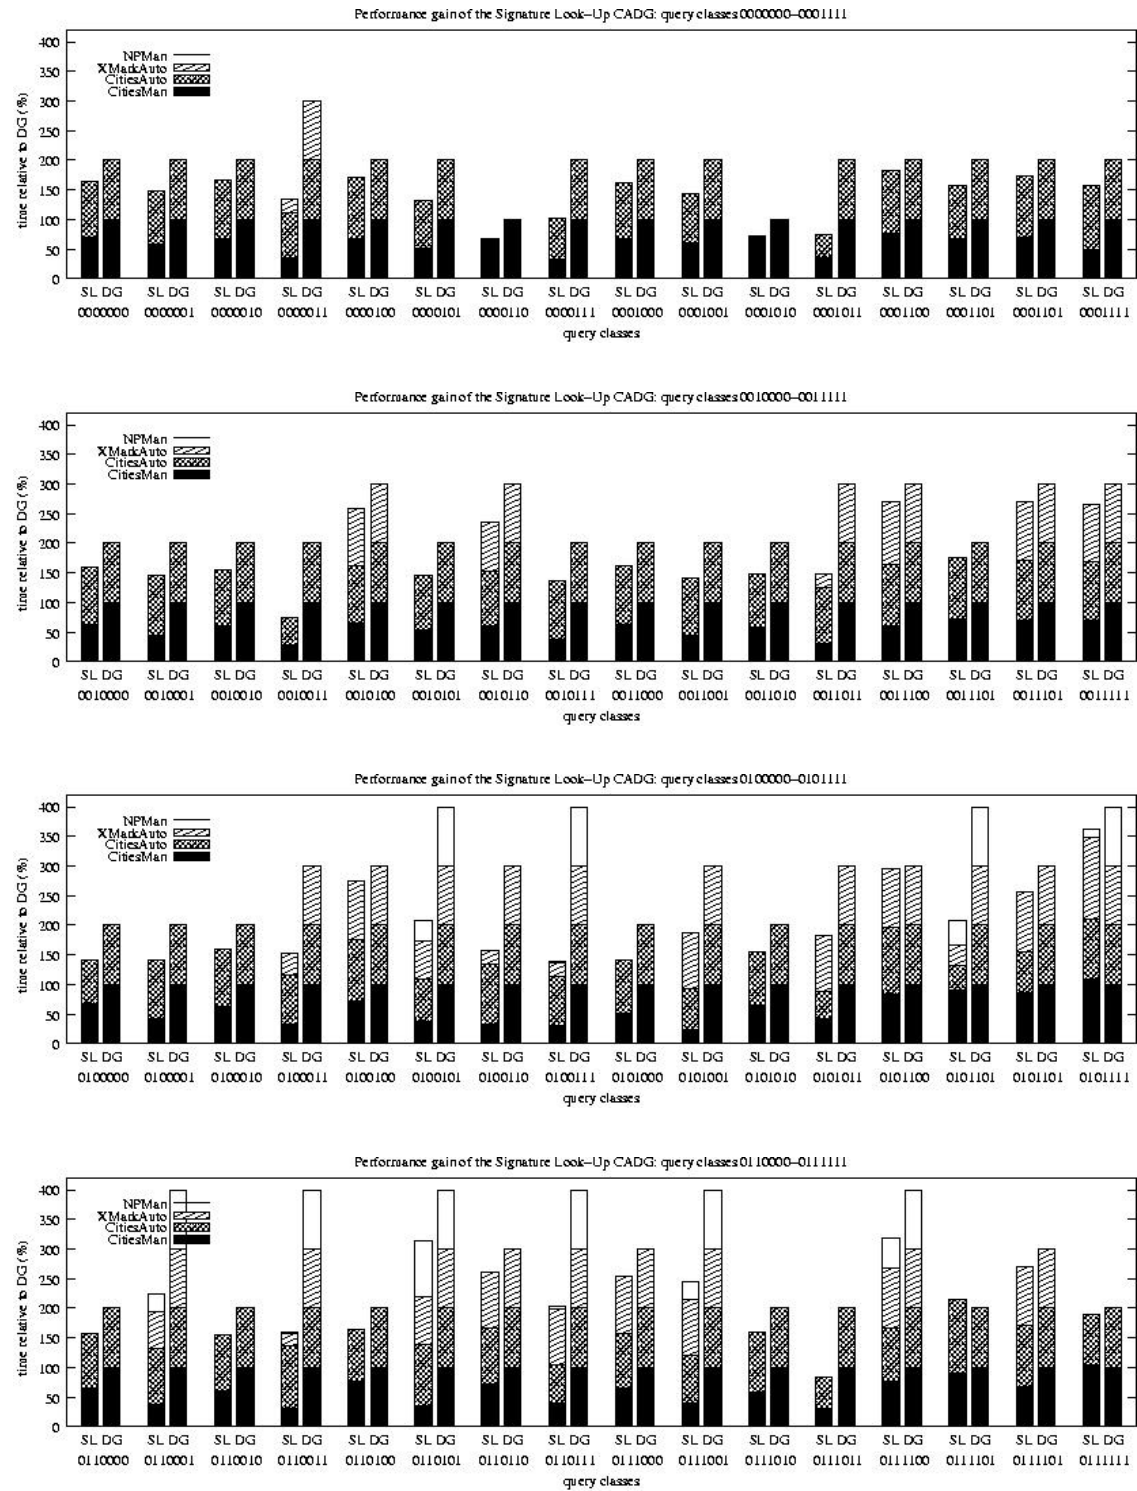 Performance gain of the Signature Look-Up CADG: query classes 0000000-0001111
400
350
300
250
200
150
100
50
0
time relative to DG (%)
NPMan
XMarkAuto
CitiesAuto
CitiesMan
SL DG SL DG SL DG SL DG SL DG SL DG SL DG SL DG SL DG SL DG SL DG SL DG SL DG SL DG SL DG SL DG
0000000 0000001 0000010 0000011 0000100 0000101 0000110 0000111 0001000 0001001 0001010 0001011 0001100 0001101 0001101 0001111
query classes
Performance gain of the Signature Look-Up CADG: query classes 0010000-0011111
400
350
300
250
200
150
100
50
0
time relative to DG (%)
NPMan
XMarkAuto
CitiesAuto
CitiesMan
SL DG SL DG SL DG SL DG SL DG SL DG SL DG SL DG SL DG SL DG SL DG SL DG SL DG SL DG SL DG SL DG
0010000 0010001 0010010 0010011 0010100 0010101 0010110 0010111 0011000 0011001 0011010 0011011 0011100 0011101 0011101 0011111
query classes
Performance gain of the Signature Look-Up CADG: query classes 0100000-0101111
400
350
300
250
200
150
100
50
0
time relative to DG (%)
NPMan
XMarkAuto
CitiesAuto
CitiesMan
SL DG SL DG SL DG SL DG SL DG SL DG SL DG SL DG SL DG SL DG SL DG SL DG SL DG SL DG SL DG SL DG
0100000 0100001 0100010 0100011 0100100 0100101 0100110 0100111 0101000 0101001 0101010 0101011 0101100 0101101 0101101 0101111
query classes
Performance gain of the Signature Look-Up CADG: query classes 0110000-0111111
400
350
300
250
200
150
100
50
0
time relative to DG (%)
NPMan
XMarkAuto
CitiesAuto
CitiesMan
SL DG SL DG SL DG SL DG SL DG SL DG SL DG SL DG SL DG SL DG SL DG SL DG SL DG SL DG SL DG SL DG
0110000 0110001 0110010 0110011 0110100 0110101 0110110 0110111 0111000 0111001 0111010 0111011 0111100 0111101 0111101 0111111
query classes